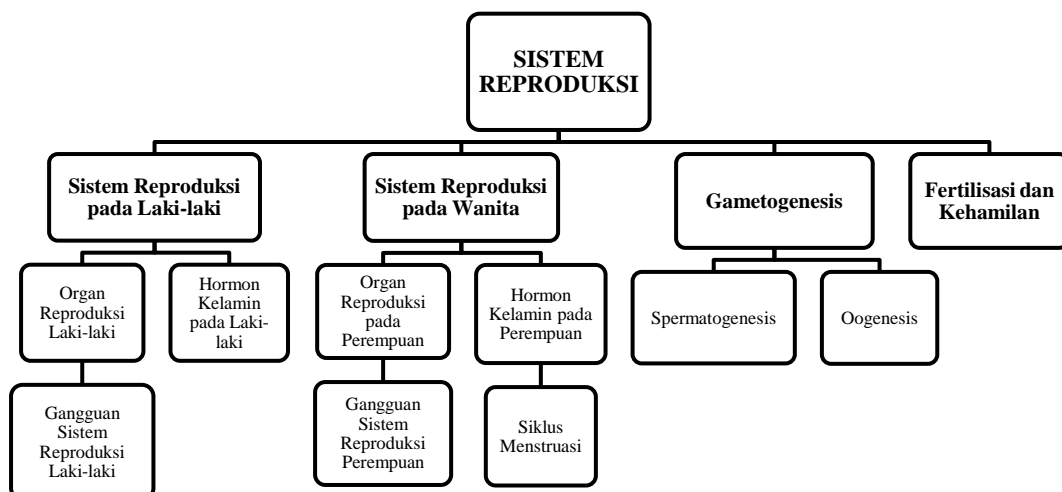 SISTEM
REPRODUKSI
Sistem Reproduksi
pada Laki-laki
Sistem Reproduksi
pada Wanita
Gametogenesis
Fertilisasi dan
Kehamilan
Organ
Reproduksi
Laki-laki
Hormon
Kelamin
pada Laki-
laki
Organ
Reproduksi
pada
Perempuan
Hormon
Kelamin pada
Perempuan
Spermatogenesis
Oogenesis
Gangguan
Sistem
Reproduksi
Laki-laki
Gangguan
Sistem
Reproduksi
Perempuan
Siklus
Menstruasi